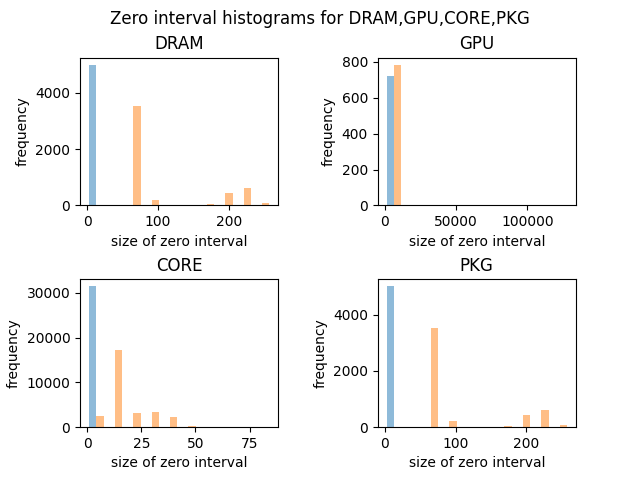 Zero interval histograms for DRAM,GPU,CORE,PKG
DRAM
frequency
4000
2000
0
0
100
200
size of zero interval
GPU
frequency
800
600
400
200
0
0
50000
100000
size of zero interval
CORE
frequency
30000
20000
10000
0
0
25
50
75
size of zero interval
PKG
frequency
4000
2000
0
0
100
200
size of zero interval